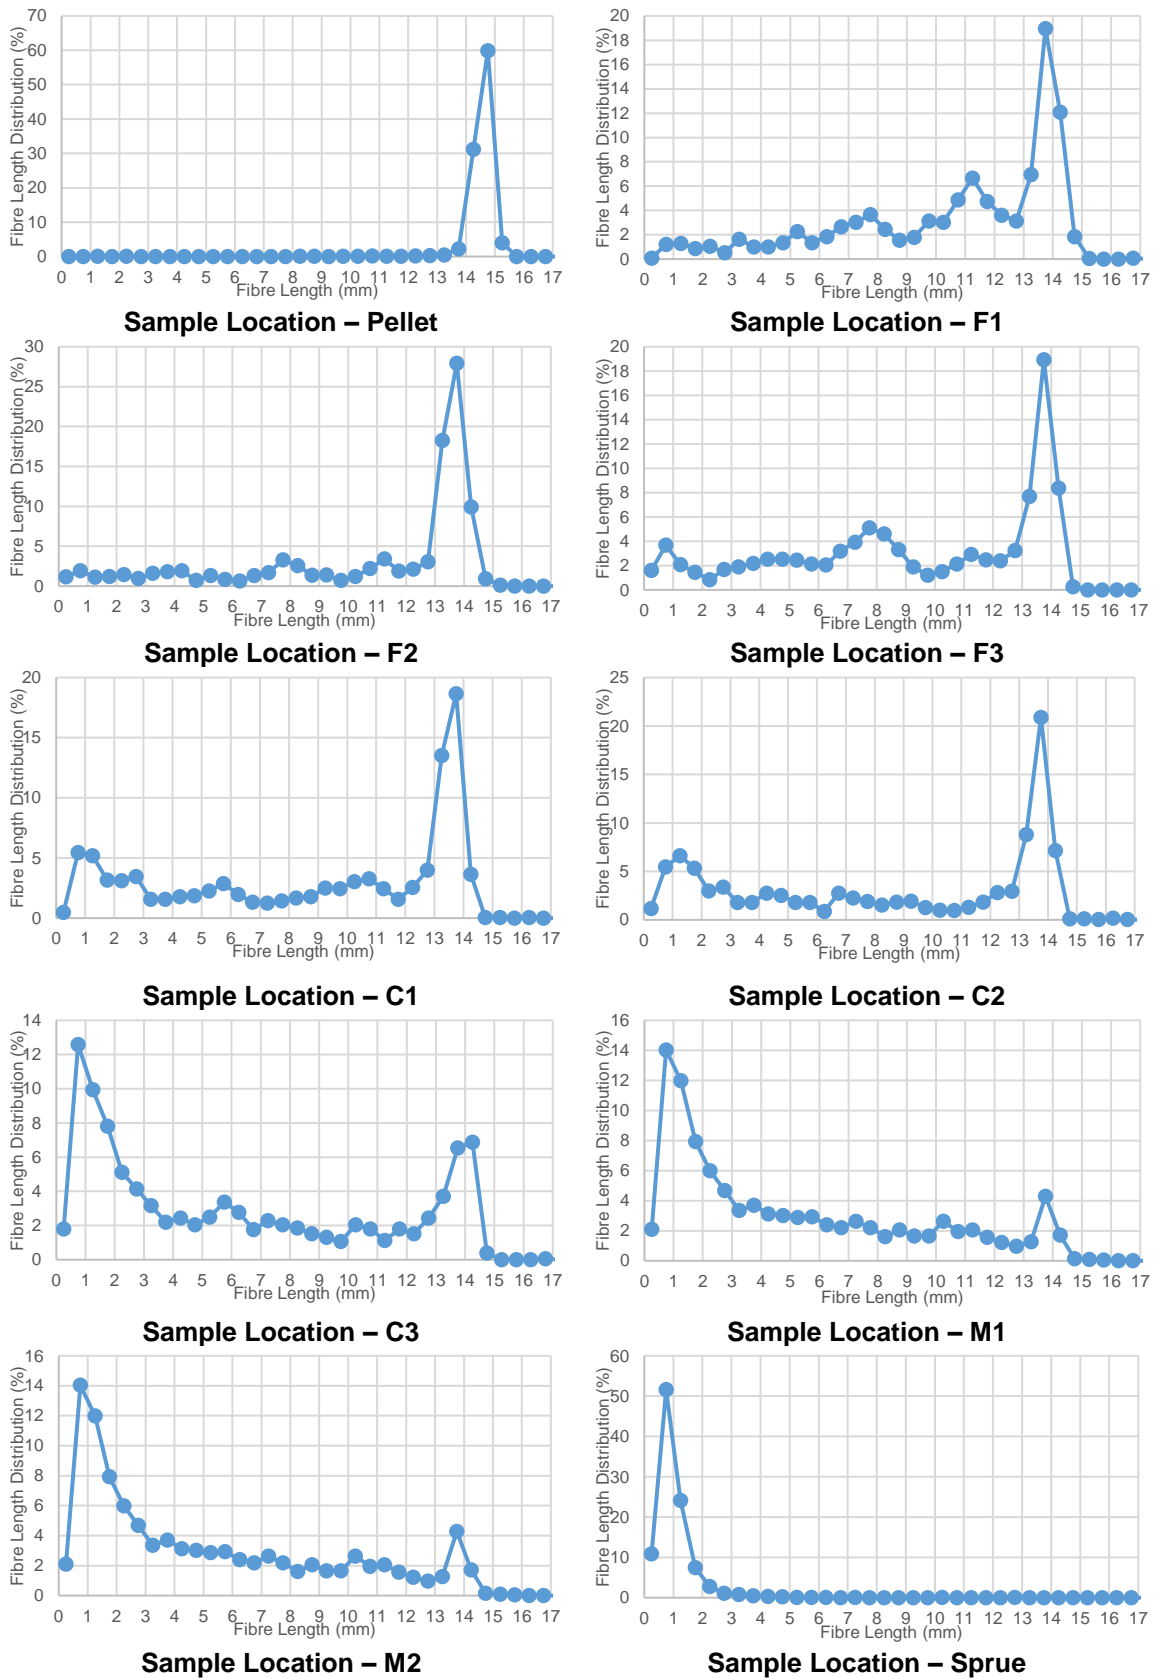 Fibre Length Distribution (%)
70
60
50
40
30
20
10
0
0 1 2 3 4 5 6 7 8 9 10 11 12 13 14 15 16 17
Fibre Length (mm)
Sample Location – Pellet
Fibre Length Distribution (%)
20
18
16
14
12
10
8
6
4
2
0
0 1 2 3 4 5 6 7 8 9 10 11 12 13 14 15 16 17
Fibre Length (mm)
Sample Location – F1
Fibre Length Distribution (%)
30
25
20
15
10
5
0
0 1 2 3 4 5 6 7 8 9 10 11 12 13 14 15 16 17
Fibre Length (mm)
Sample Location – F2
Fibre Length Distribution (%)
20
18
16
14
12
10
8
6
4
2
0
0 1 2 3 4 5 6 7 8 9 10 11 12 13 14 15 16 17
Fibre Length (mm)
Sample Location – F3
Fibre Length Distribution (%)
20
15
10
5
0
0 1 2 3 4 5 6 7 8 9 10 11 12 13 14 15 16 17
Fibre Length (mm)
Sample Location – C1
Fibre Length Distribution (%)
25
20
15
10
5
0
0 1 2 3 4 5 6 7 8 9 10 11 12 13 14 15 16 17
Fibre Length (mm)
Sample Location – C2
Fibre Length Distribution (%)
14
12
10
8
6
4
2
0
0 1 2 3 4 5 6 7 8 9 10 11 12 13 14 15 16 17
Fibre Length (mm)
Sample Location – C3
Fibre Length Distribution (%)
16
14
12
10
8
6
4
2
0
0 1 2 3 4 5 6 7 8 9 10 11 12 13 14 15 16 17
Fibre Length (mm)
Sample Location – M1
Fibre Length Distribution (%)
16
14
12
10
8
6
4
2
0
0 1 2 3 4 5 6 7 8 9 10 11 12 13 14 15 16 17
Fibre Length (mm)
Sample Location – M2
Fibre Length Distribution (%)
60
50
40
30
20
10
0
0 1 2 3 4 5 6 7 8 9 10 11 12 13 14 15 16 17
Fibre Length (mm)
Sample Location – Sprue